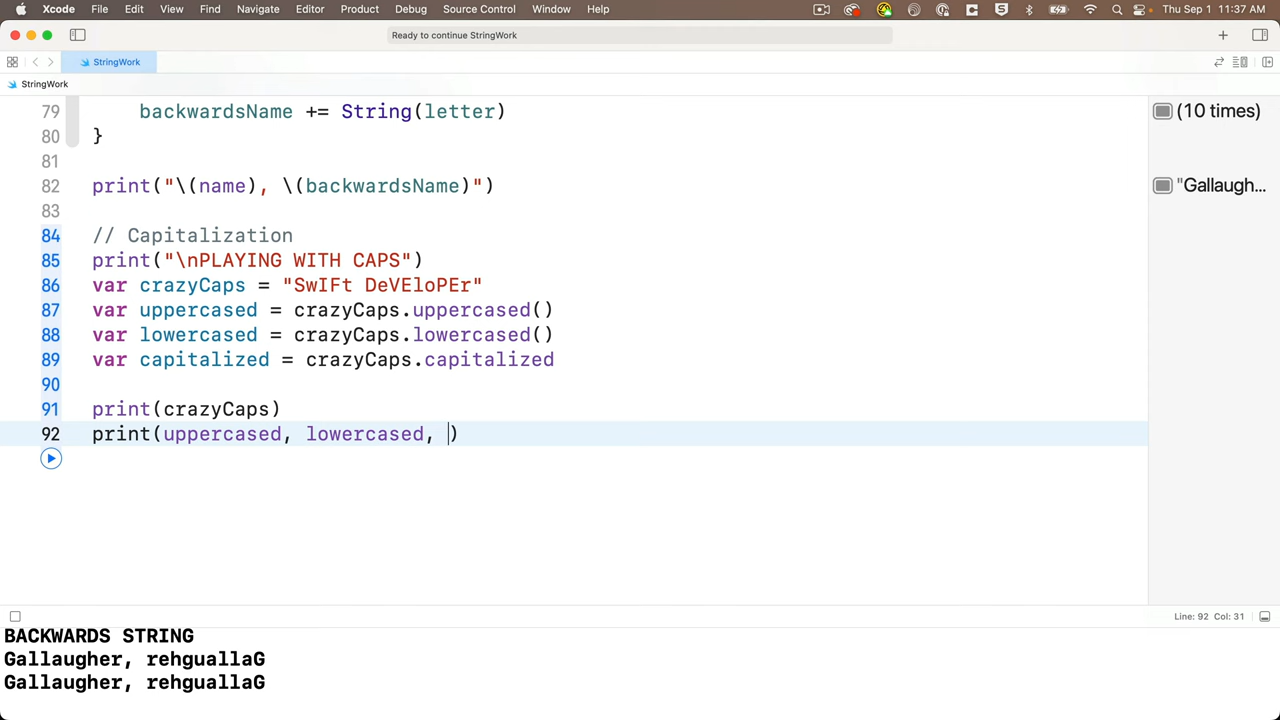 Xcode File Edit View Find Navigate Editor Product Debug Source Control Window Help Thu Sep 1 11:37 AM
Ready to continue StringWork
StringWork
StringWork
79 backwardsName += String(letter) (10 times)
80 }
81
82 print("\(name), \(backwardsName)") "Gallaugh...
83
84 // Capitalization
85 print("\nPLAYING WITH CAPS")
86 var crazyCaps = "SwIFt DeVEloPEr"
87 var uppercased = crazyCaps.uppercased()
88 var lowercased = crazyCaps.lowercased()
89 var capitalized = crazyCaps.capitalized
90
91 print(crazyCaps)
92 print(uppercased, lowercased, )
Line: 92 Col: 31
BACKWARDS STRING
Gallaugher, rehguallaG
Gallaugher, rehguallaG